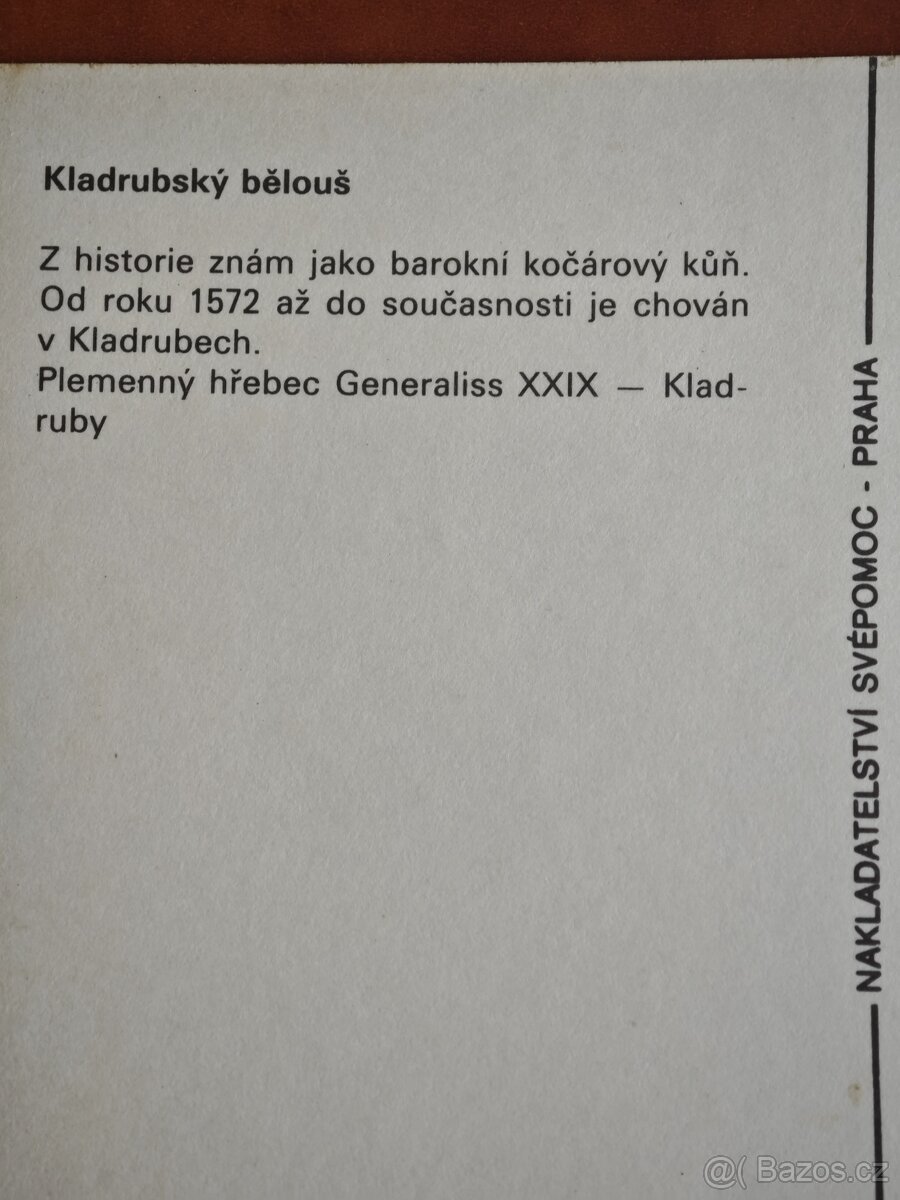 Kladrubský bělouš
Z historie znám jako barokní kočárový kůň.
Od roku 1572 až do současnosti je chován
v Kladrubech.
Plemenný hřebec Generaliss XXIX — Klad-
ruby
NAKLADATELSTVÍ SVÉPOMOC - PRAHA
@( Bazos.cz